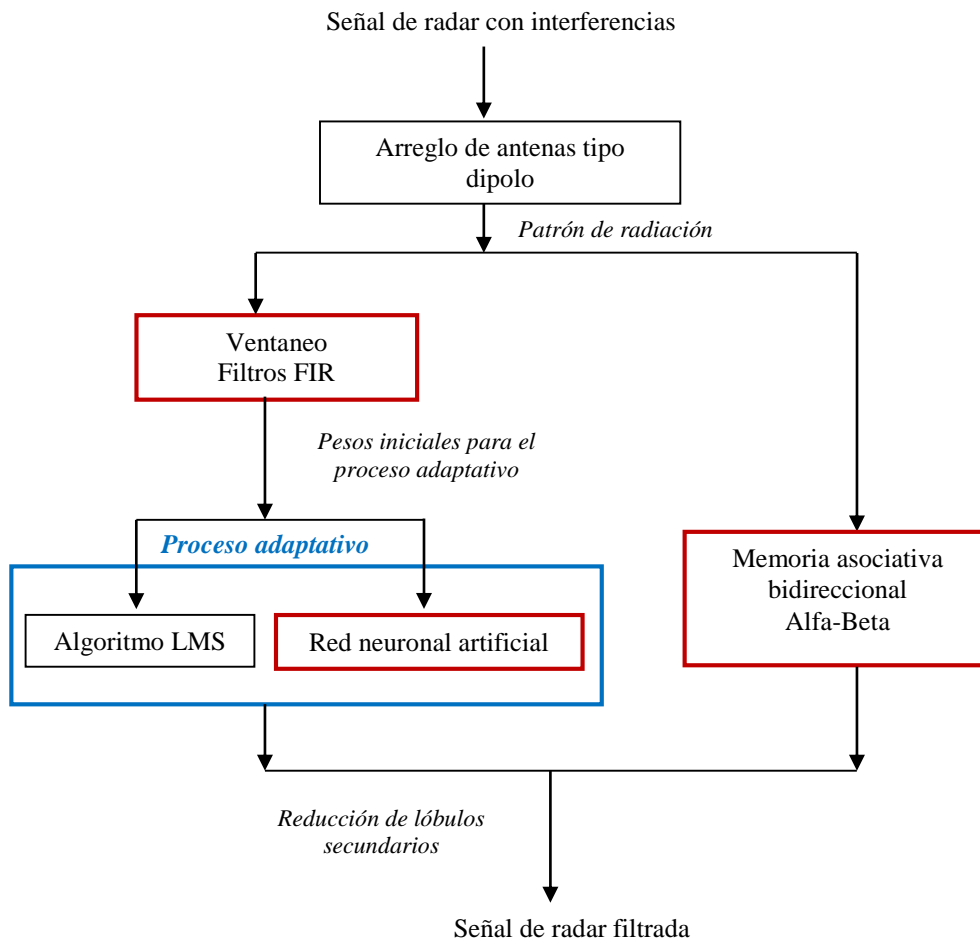 Señal de radar con interferencias
Arreglo de antenas tipo
dipolo
Patrón de radiación
Ventaneo
Filtros FIR
Pesos iniciales para el
proceso adaptativo
Proceso adaptativo
Algoritmo LMS
Red neuronal artificial
Memoria asociativa
bidireccional
Alfa-Beta
Reducción de lóbulos
secundarios
Señal de radar filtrada